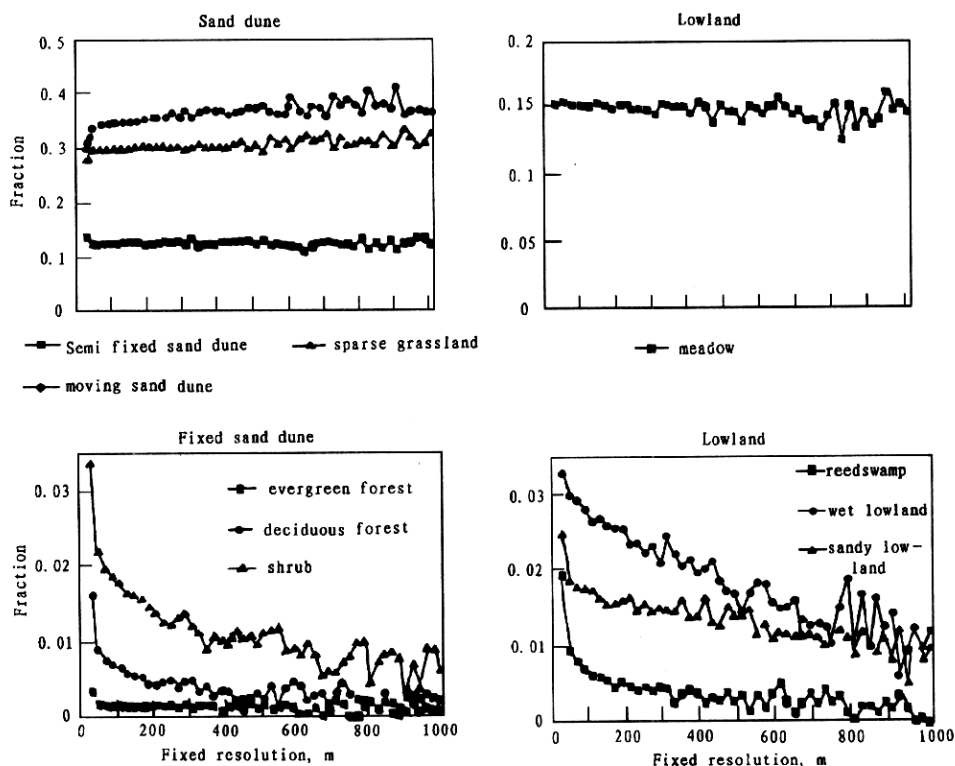 Sand dune
0.5
0.4
0.3
0.2
0.1
0
Fraction
Semi fixed sand dune
sparse grassland
moving sand dune
Lowland
0.2
0.15
0.1
0.05
0
meadow
Fixed sand dune
0.03
0.02
0.01
0
Fraction
evergreen forest
deciduous forest
shrub
0 200 400 600 800 1000
Fixed resolution, m
Lowland
0.03
0.02
0.01
0
reedswamp
wet lowland
sandy low-
land
0 200 400 600 800 1000
Fixed resolution, m